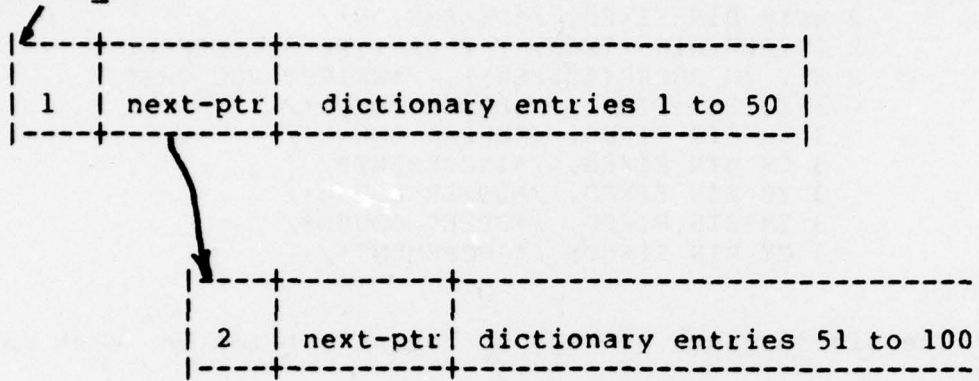 1 next-ptr dictionary entries 1 to 50
2 next-ptr dictionary entries 51 to 100